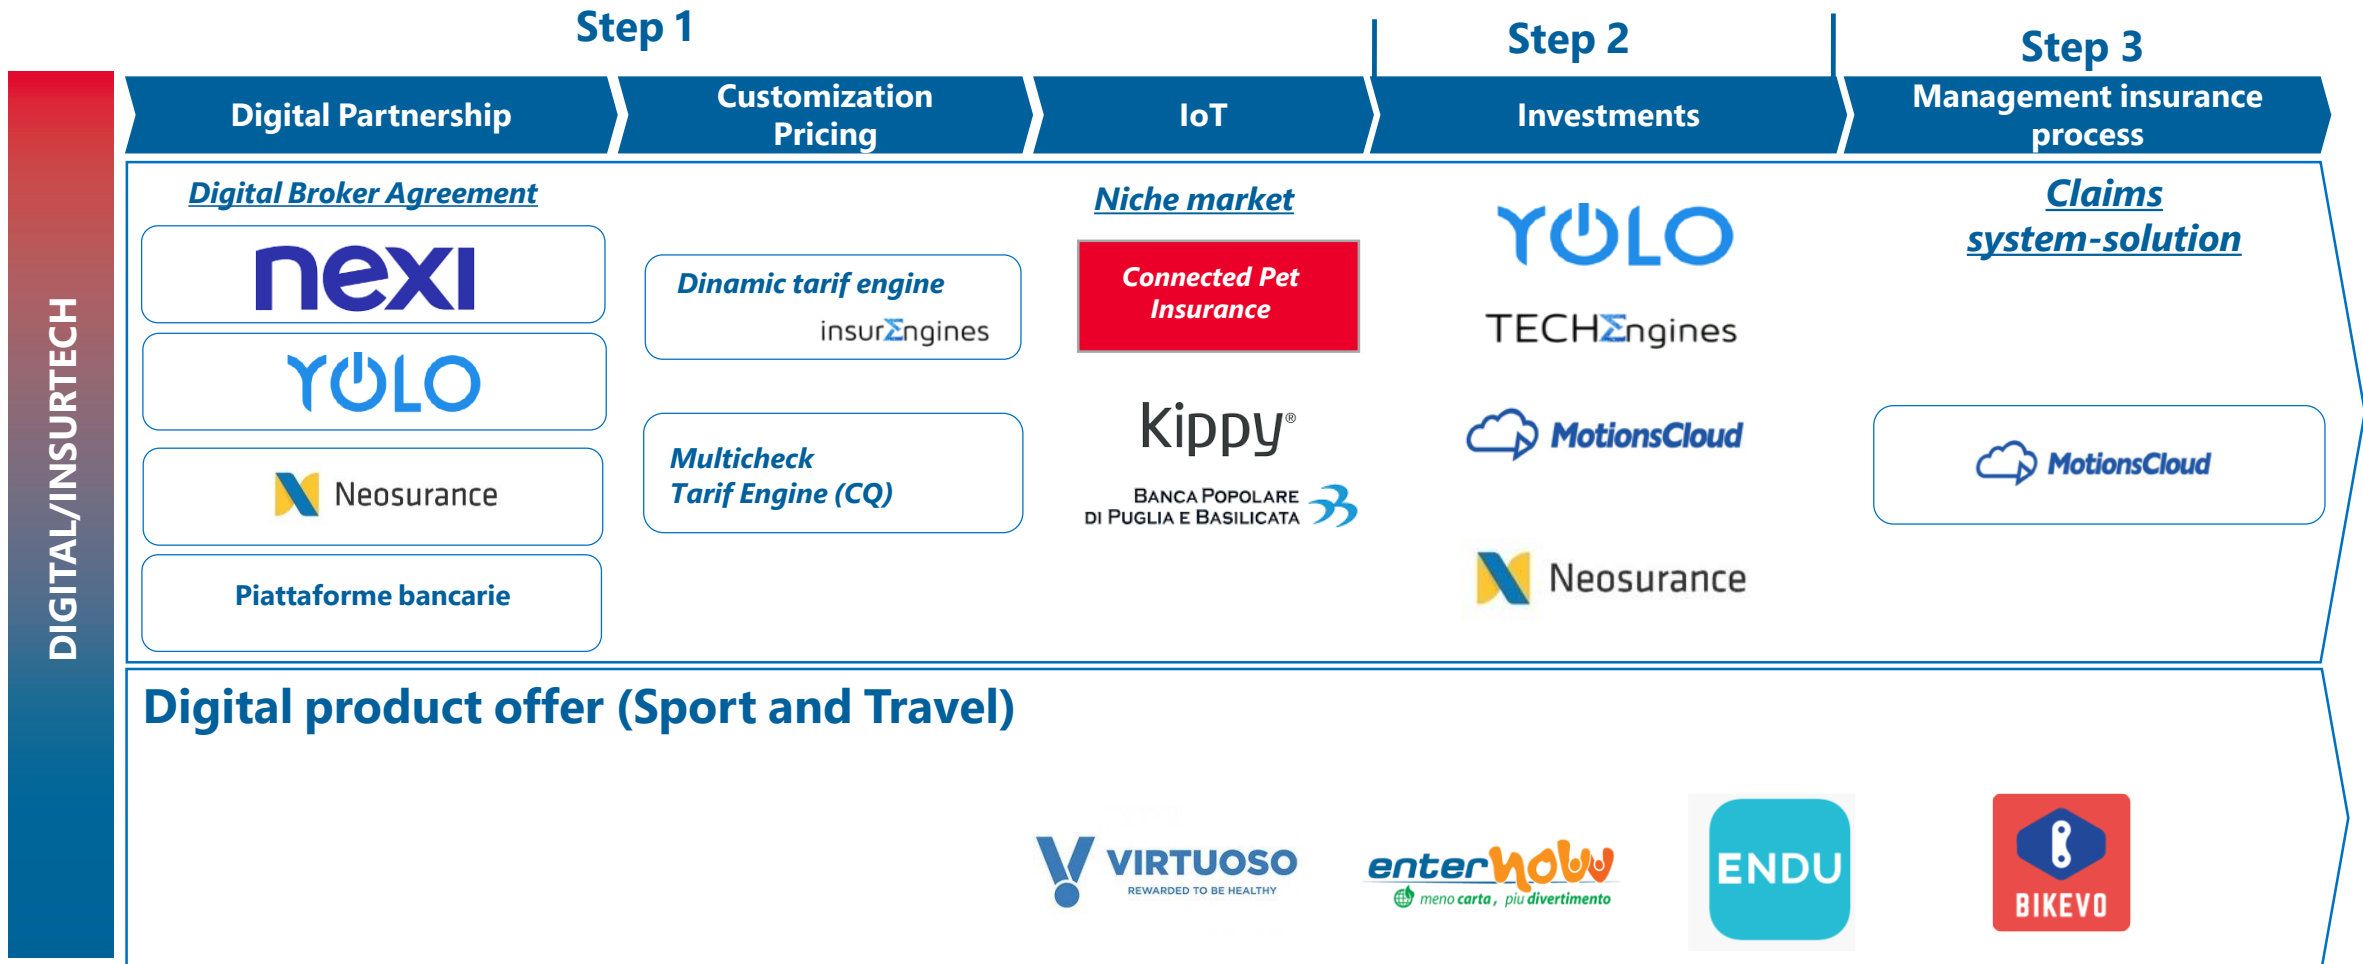 Step 1
Step 2
Step 3
DIGITAL/INSURTECH
Digital Partnership
Customization
Pricing
IoT
Investments
Management insurance
process
Digital Broker Agreement
nexi
YOLO
Neosurance
Piattaforme bancarie
Dinamic tarif engine
insurΣngines
Multicheck
Tarif Engine (CQ)
Niche market
Connected Pet
Insurance
Kippy®
BANCA POPOLARE
DI PUGLIA E BASILICATA
YOLO
TECHΣngines
MotionsCloud
Neosurance
Claims
system-solution
MotionsCloud
Digital product offer (Sport and Travel)
VIRTUOSO
REWARDED TO BE HEALTHY
enternow
meno carta, piu divertimento
ENDU
BIKEVO